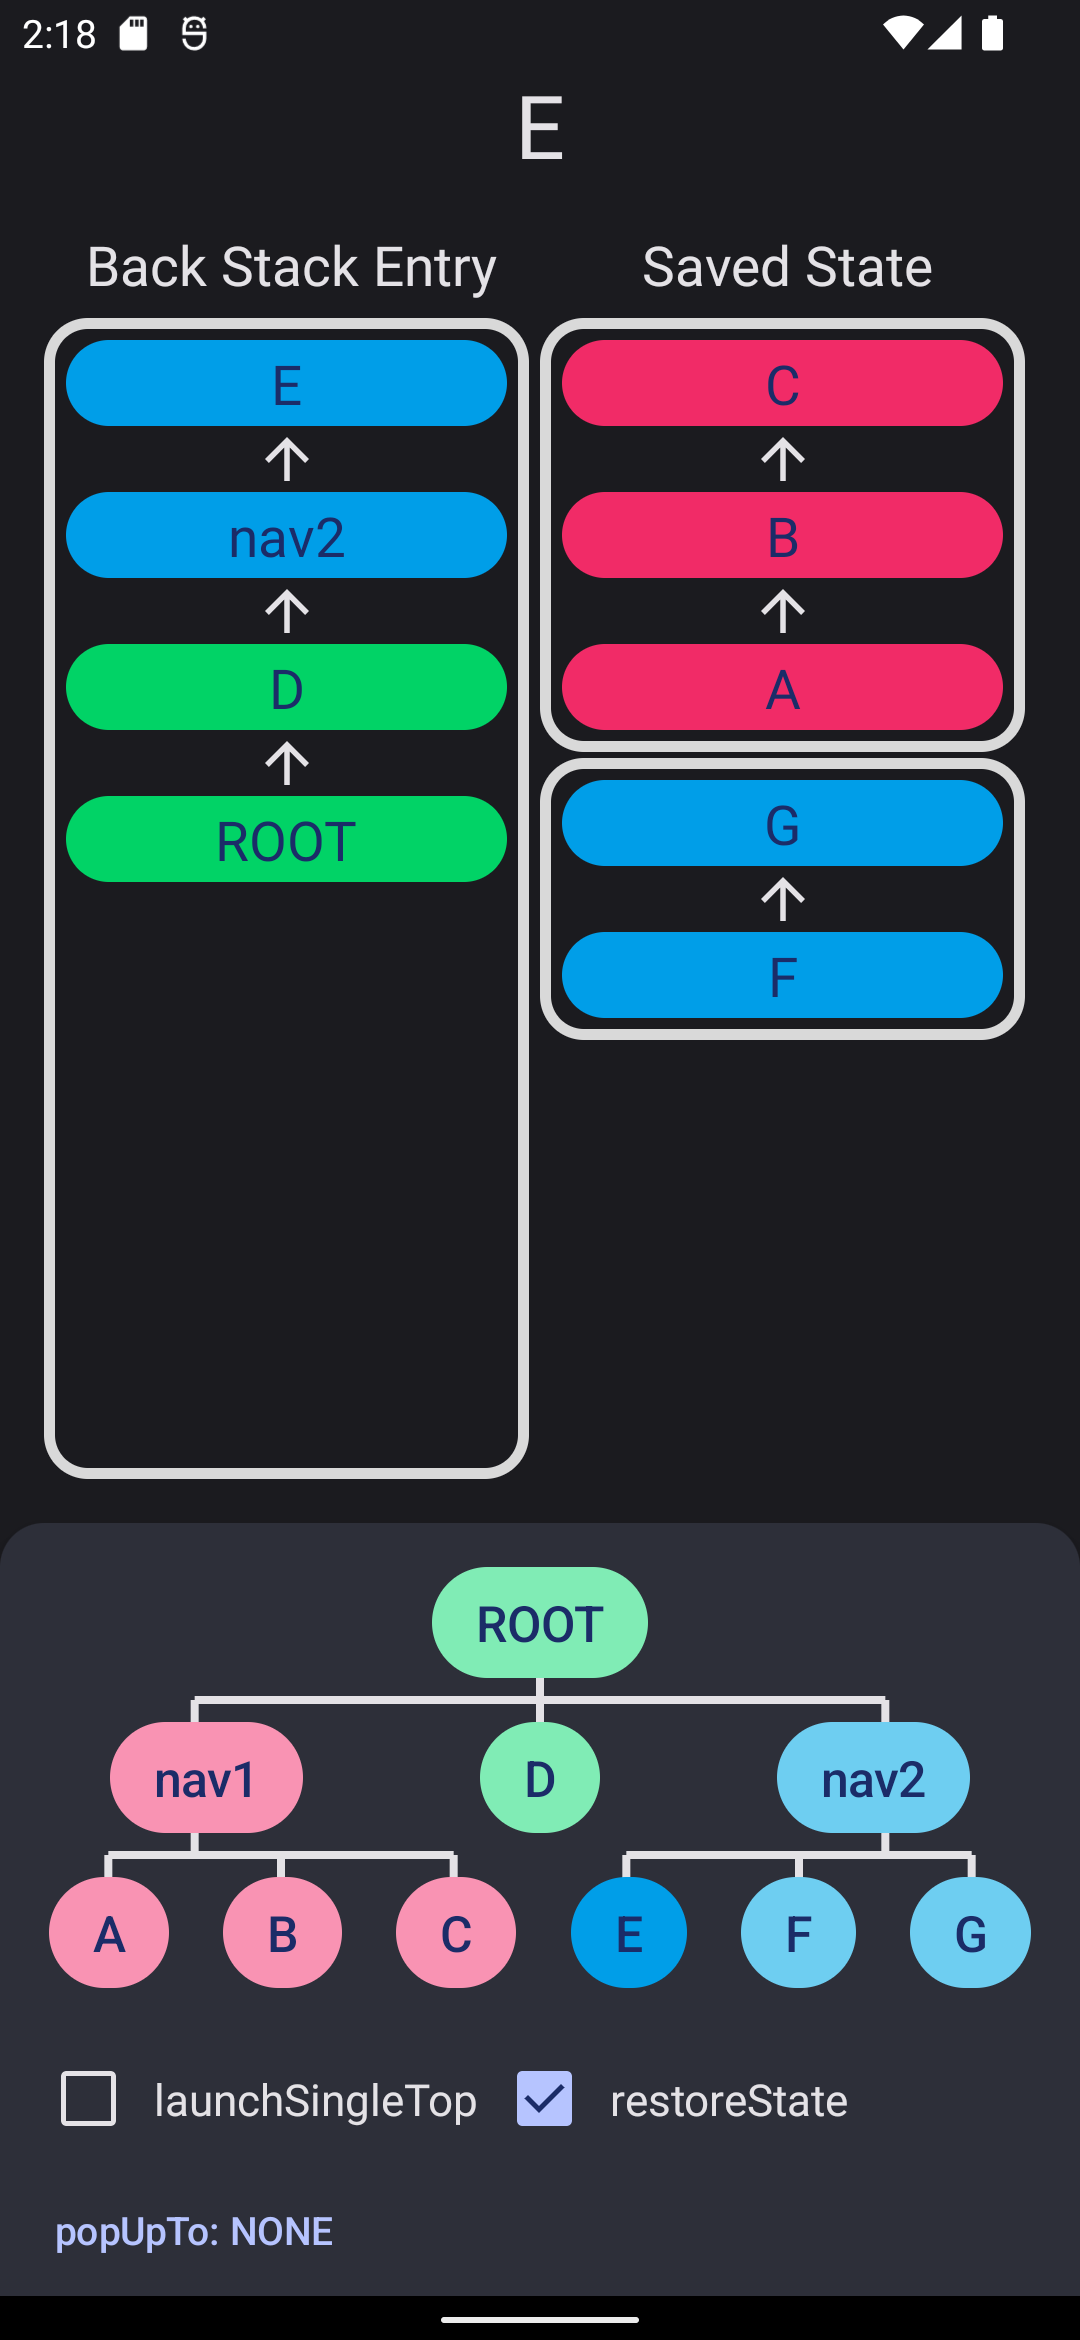 2:18
E
Back Stack Entry
Saved State
E
nav2
D
ROOT
C
B
A
G
F
ROOT
nav1 D nav2
A B C E F G
launchSingleTop restoreState
popUpTo: NONE